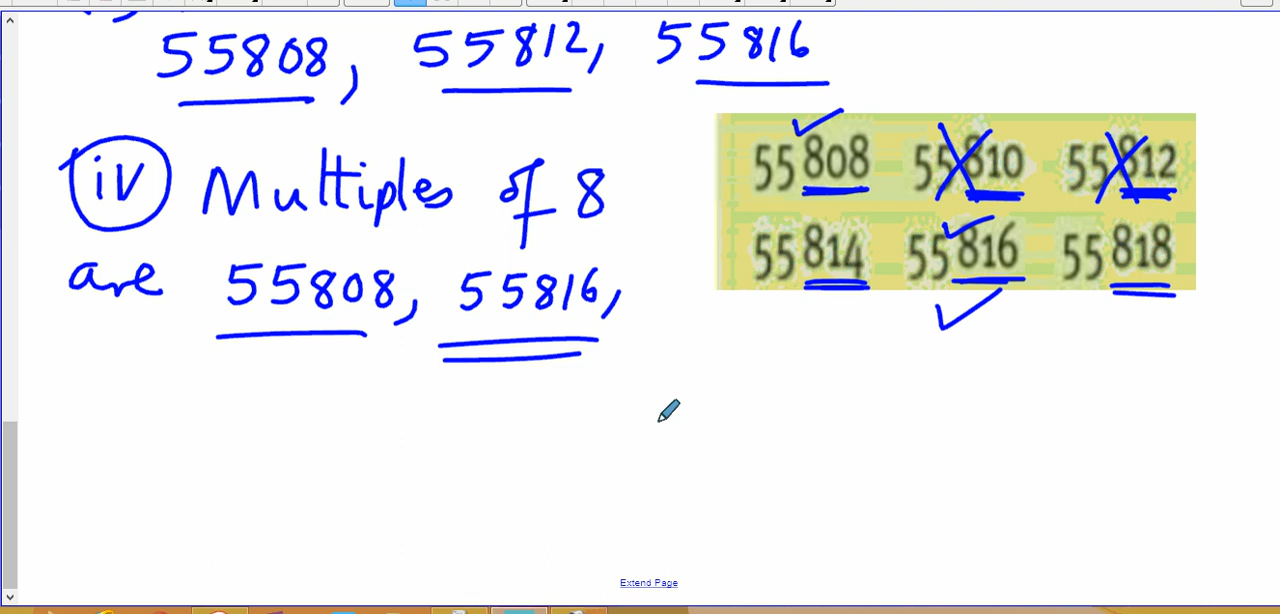 55808, 55812, 55816
iv Multiples of 8
are 55808, 55816,
55808 55810 55812
55814 55816 55818
Extend Page